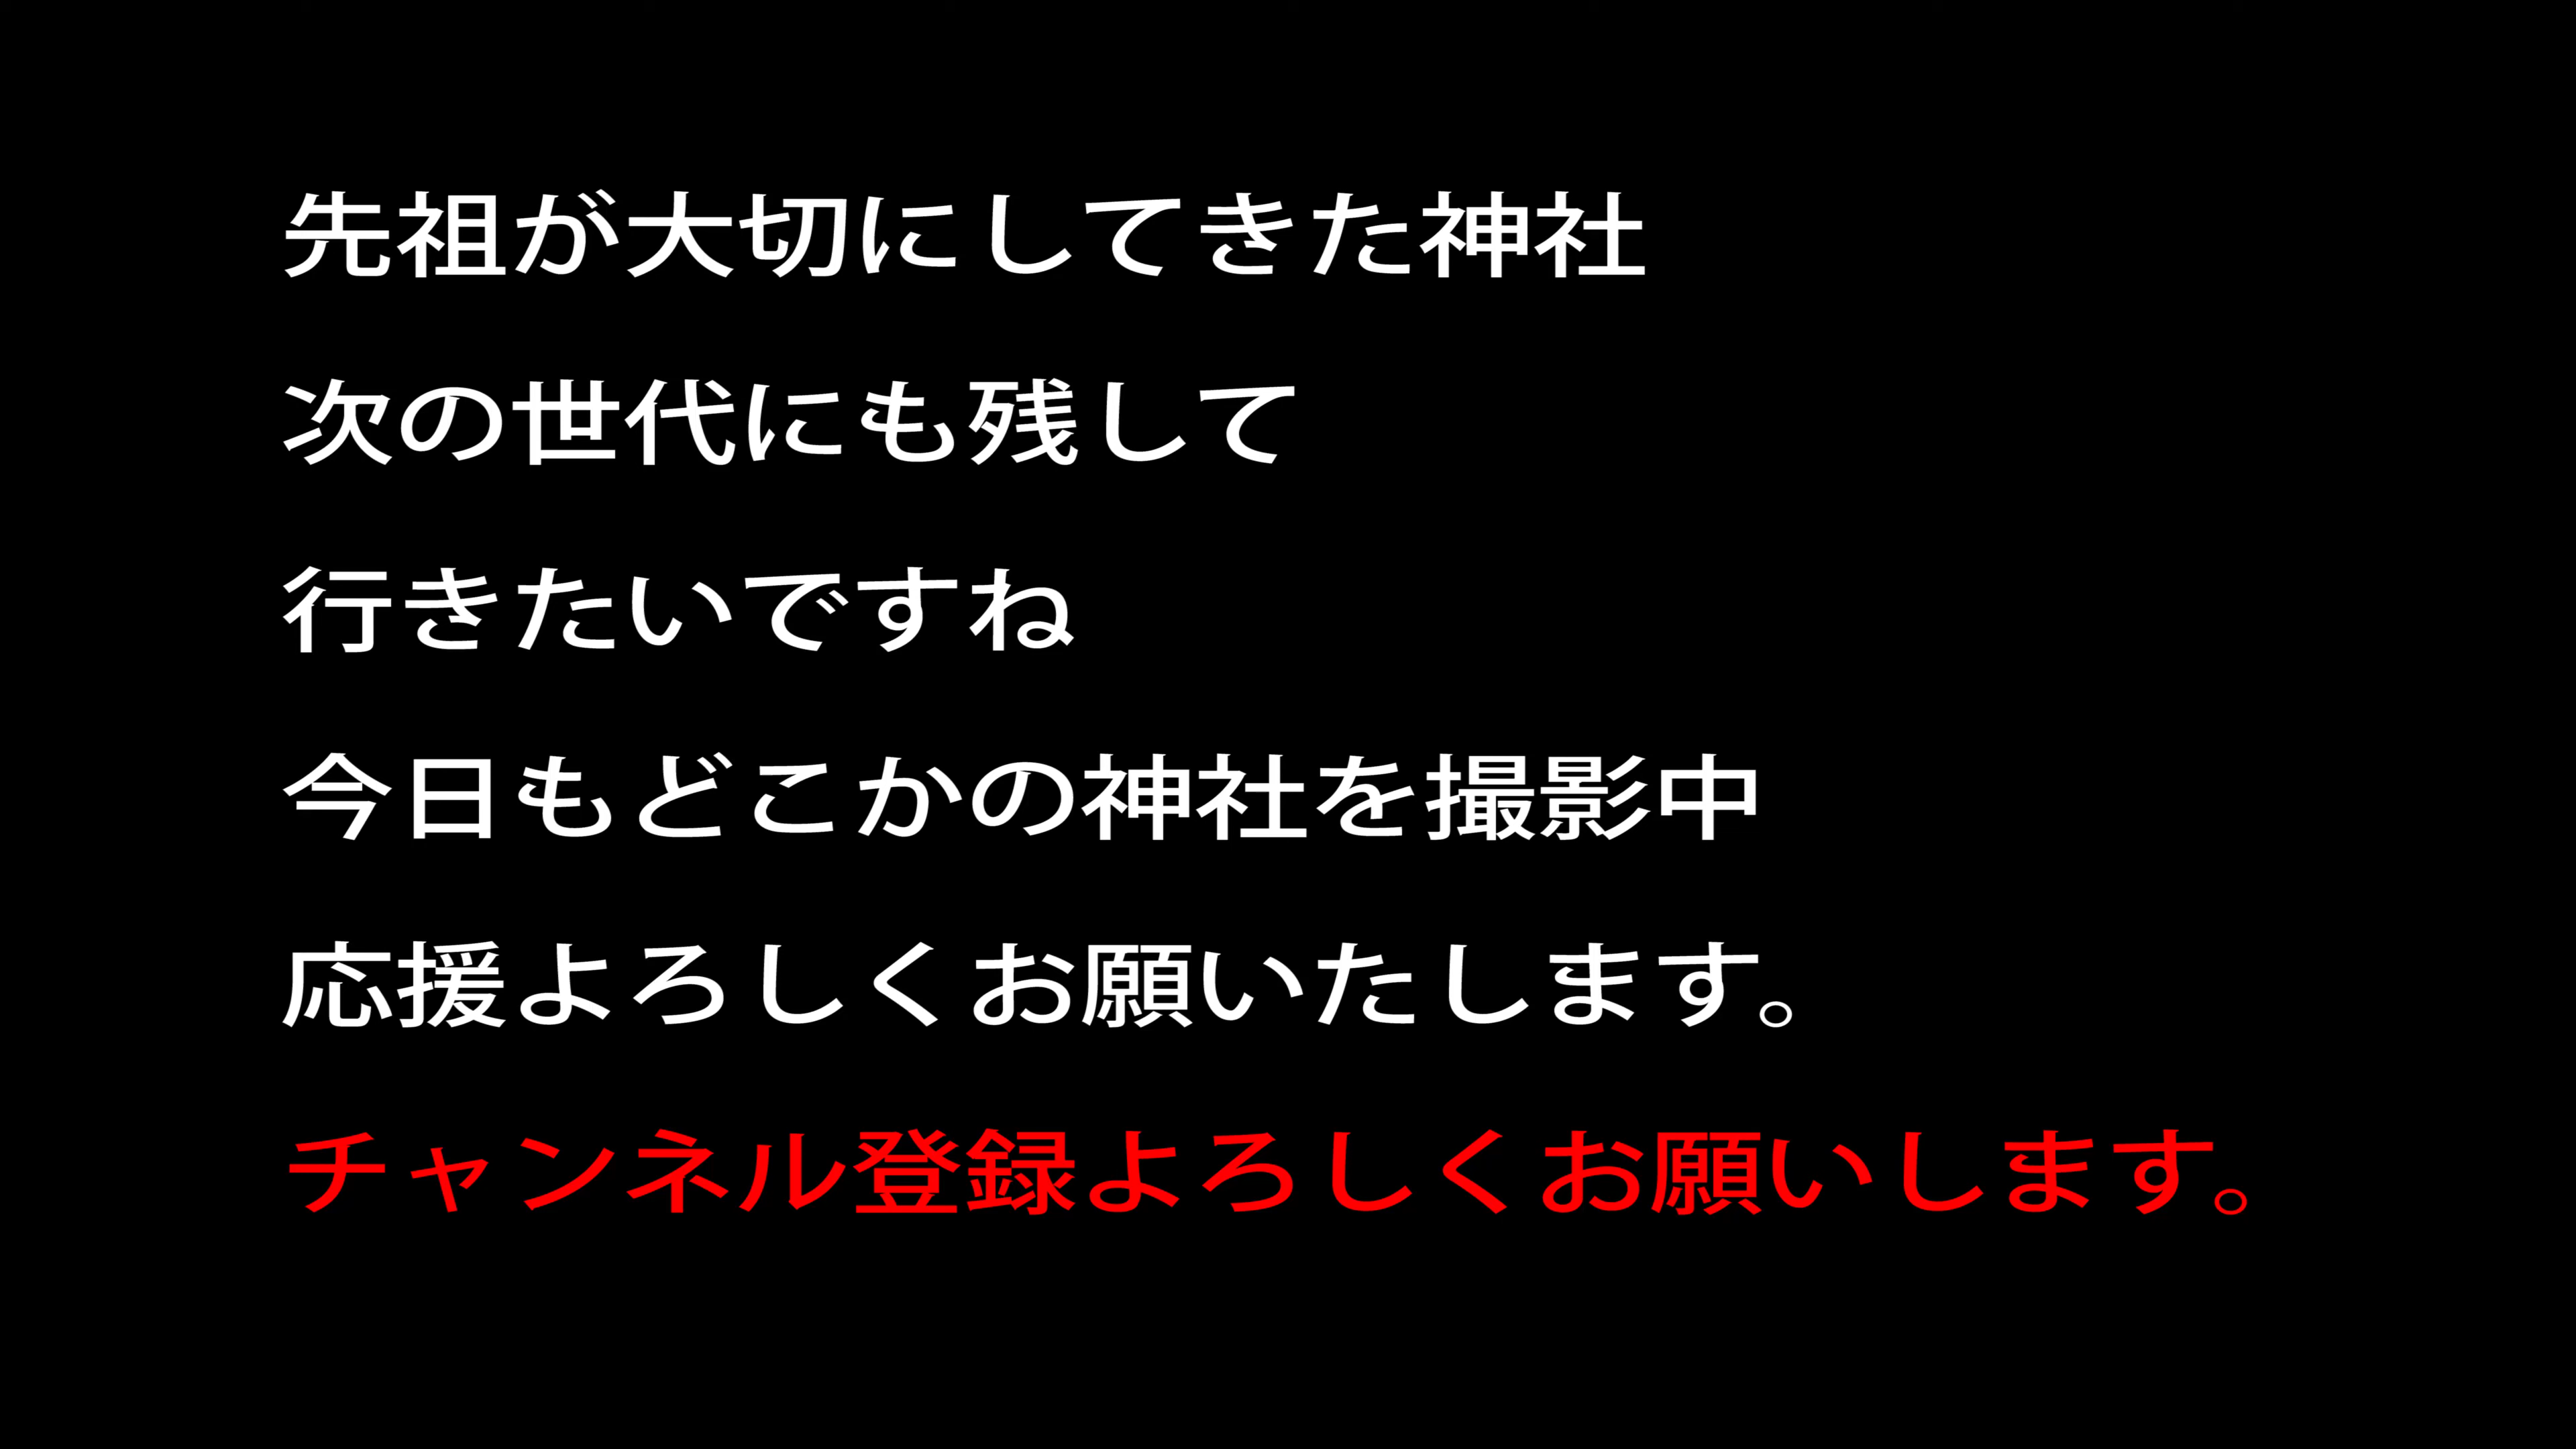 先祖が大切にしてきた神社
次の世代にも残して
行きたいですね
今日もどこかの神社を撮影中
応援よろしくお願いたします。
チャンネル登録よろしくお願いします。